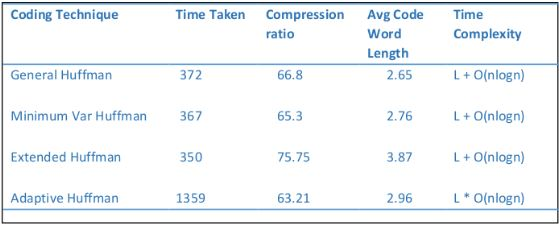 Coding Technique Time Taken Compression ratio Avg Code Word Length Time Complexity
General Huffman 372 66.8 2.65 L + O(nlogn)
Minimum Var Huffman 367 65.3 2.76 L + O(nlogn)
Extended Huffman 350 75.75 3.87 L + O(nlogn)
Adaptive Huffman 1359 63.21 2.96 L * O(nlogn)